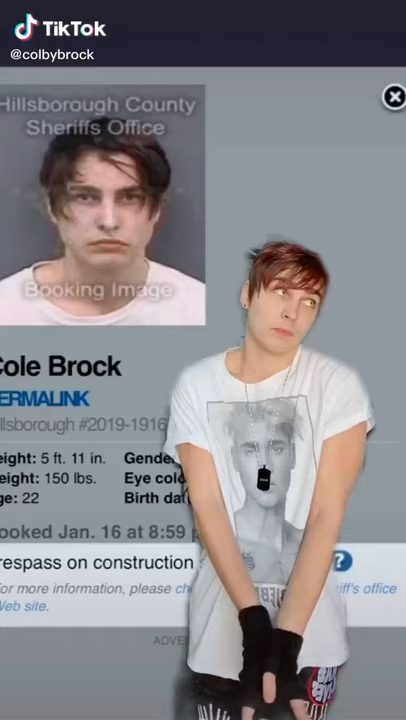 TikTok
@colbybrock
Hillsborough County
Sheriffs Office
Booking Image
Cole Brock
ERMALINK
llsborough #2019-1916
eight: 5 ft. 11 in. Gende
eight: 150 lbs. Eye colo
ge: 22 Birth da
ooked Jan. 16 at 8:59 p
respass on construction ?
or more information, please ch riff's office
Web site.
ADVE